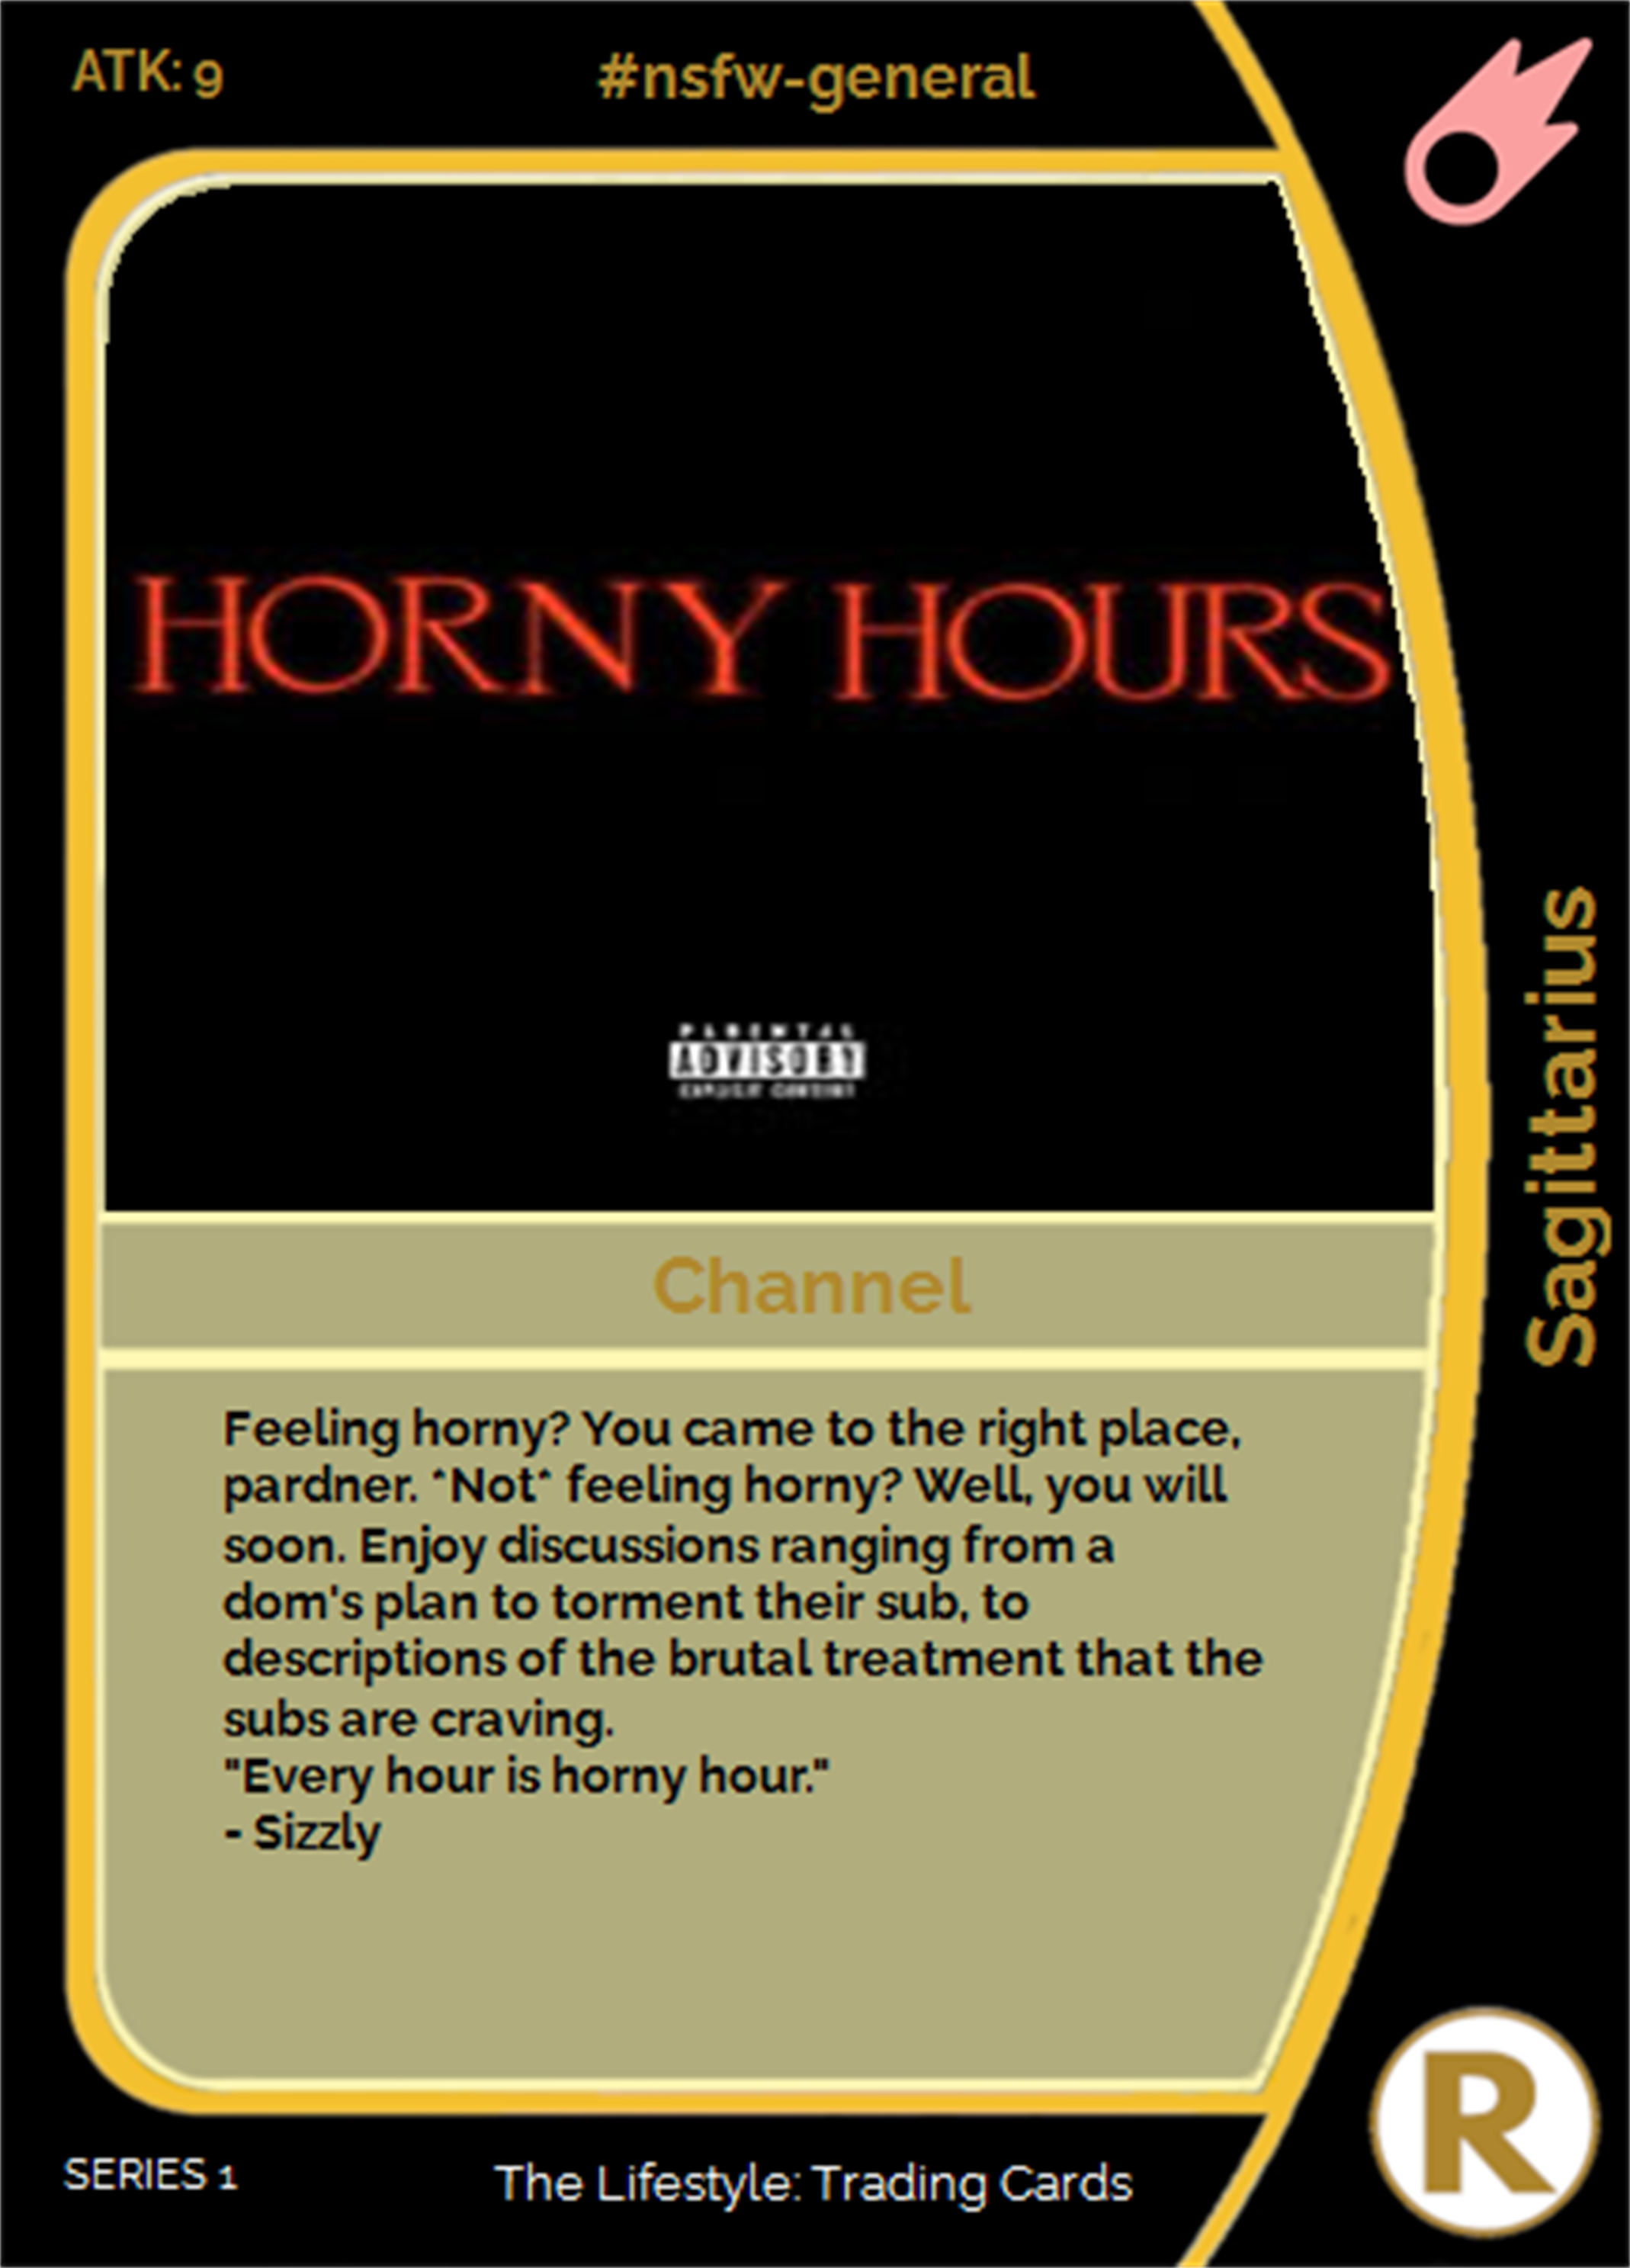 ATK: 9
#nsfw-general
HORNY HOURS
PARENTAL
ADVISORY
EXPLICIT CONTENT
Sagittarius
Channel
Feeling horny? You came to the right place,
pardner. *Not* feeling horny? Well, you will
soon. Enjoy discussions ranging from a
dom's plan to torment their sub, to
descriptions of the brutal treatment that the
subs are craving.
"Every hour is horny hour."
- Sizzly
R
SERIES 1
The Lifestyle: Trading Cards